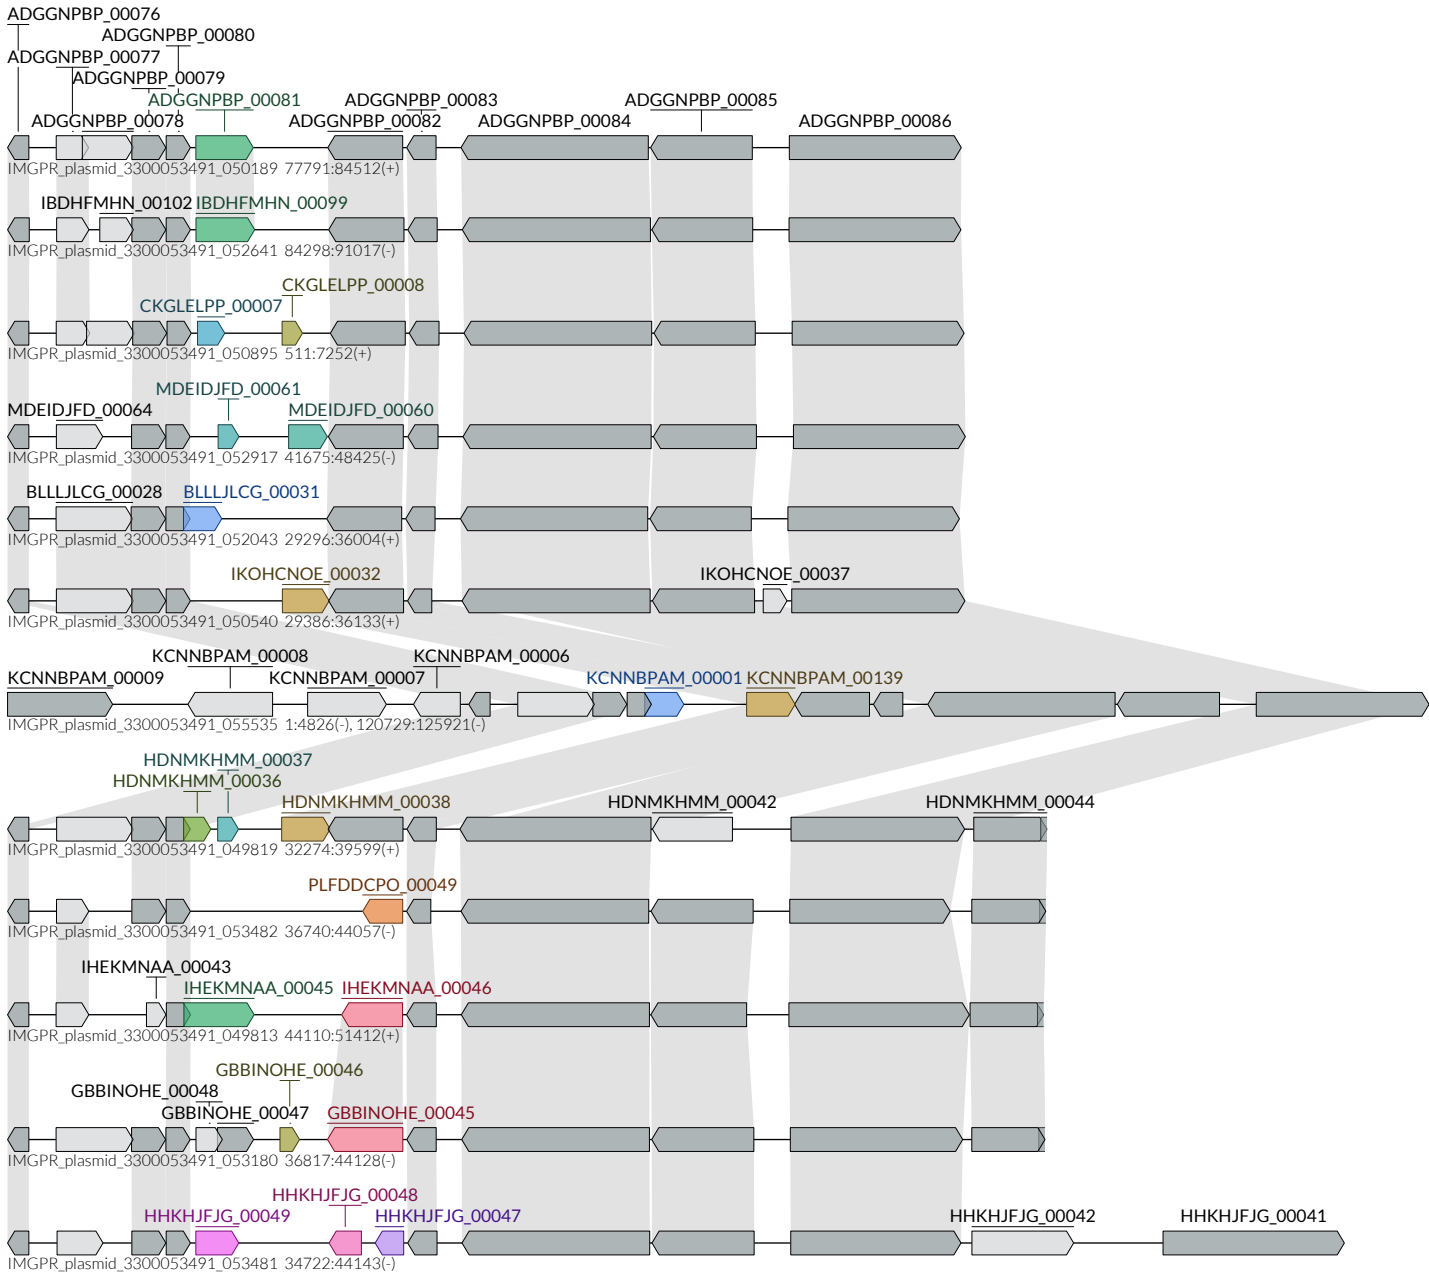 ADGGNPBP_00076
ADGGNPBP_00080
ADGGNPBP_00077
ADGGNPBP_00079
ADGGNPBP_00081 ADGGNPBP_00083 ADGGNPBP_00085
ADGGNPBP_00078 ADGGNPBP_00082 ADGGNPBP_00084 ADGGNPBP_00086
IMGPR_plasmid_3300053491_050189 77791:84512(+)
IBDHFMHN_00102 IBDHFMHN_00099
IMGPR_plasmid_3300053491_052641 84298:91017(-)
CKGLELPP_00008
CKGLELPP_00007
IMGPR_plasmid_3300053491_050895 511:7252(+)
MDEIDJFD_00061
MDEIDJFD_00064 MDEIDJFD_00060
IMGPR_plasmid_3300053491_052917 41675:48425(-)
BLLLJLCG_00028 BLLLJLCG_00031
IMGPR_plasmid_3300053491_052043 29296:36004(+)
IKOHCNOE_00032 IKOHCNOE_00037
IMGPR_plasmid_3300053491_050540 29386:36133(+)
KCNNBPAM_00008 KCNNBPAM_00006
KCNNBPAM_00009 KCNNBPAM_00007 KCNNBPAM_00001 KCNNBPAM_00139
IMGPR_plasmid_3300053491_055535 1:4826(-), 120729:125921(-)
HDNMKHMM_00037
HDNMKHMM_00036
HDNMKHMM_00038 HDNMKHMM_00042 HDNMKHMM_00044
IMGPR_plasmid_3300053491_049819 32274:39599(+)
PLFDDCPO_00049
IMGPR_plasmid_3300053491_053482 36740:44057(-)
IHEKMNAA_00043
IHEKMNAA_00045 IHEKMNAA_00046
IMGPR_plasmid_3300053491_049813 44110:51412(+)
GBBINOHE_00046
GBBINOHE_00048
GBBINOHE_00047 GBBINOHE_00045
IMGPR_plasmid_3300053491_053180 36817:44128(-)
HHKHJFJG_00048
HHKHJFJG_00049 HHKHJFJG_00047 HHKHJFJG_00042 HHKHJFJG_00041
IMGPR_plasmid_3300053491_053481 34722:44143(-)